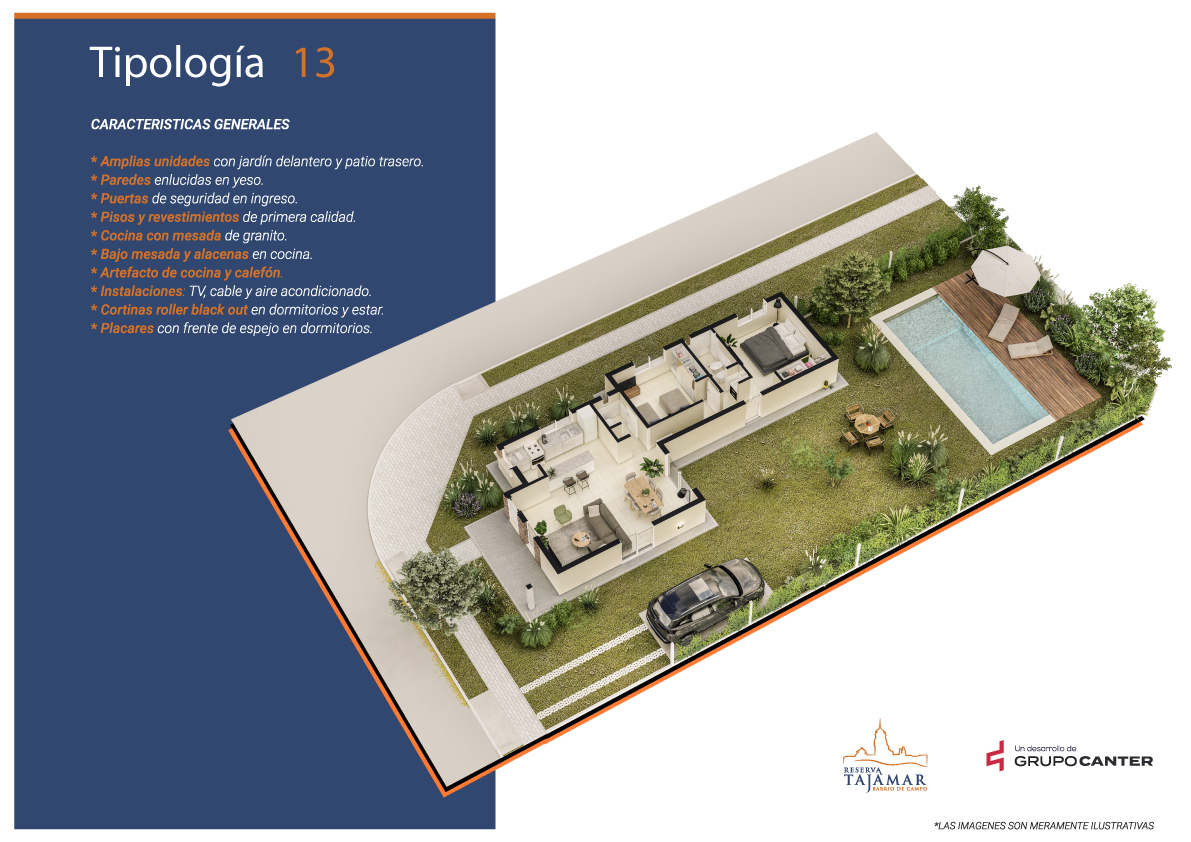 Tipología 13
CARACTERISTICAS GENERALES
* Amplias unidades con jardín delantero y patio trasero.
* Paredes enlucidas en yeso.
* Puertas de seguridad en ingreso.
* Pisos y revestimientos de primera calidad.
* Cocina con mesada de granito.
* Bajo mesada y alacenas en cocina.
* Artefacto de cocina y calefón.
* Instalaciones: TV, cable y aire acondicionado.
* Cortinas roller black out en dormitorios y estar.
* Placares con frente de espejo en dormitorios.
RESERVA
TAJAMAR
BARRIO DE CAMPO
Un desarrollo de
GRUPO CANTER
*LAS IMAGENES SON MERAMENTE ILUSTRATIVAS